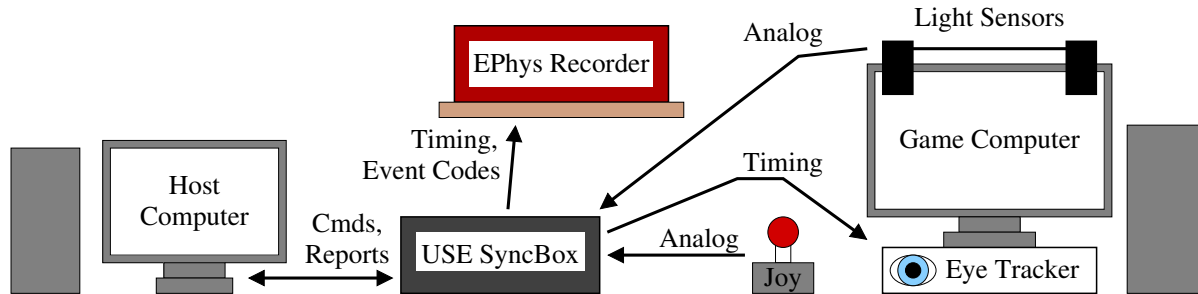 Light Sensors
Analog
EPhys Recorder
Timing,
Event Codes
Game Computer
Host
Computer
Timing
Cmds,
Reports
USE SyncBox
Analog
Joy
Eye Tracker